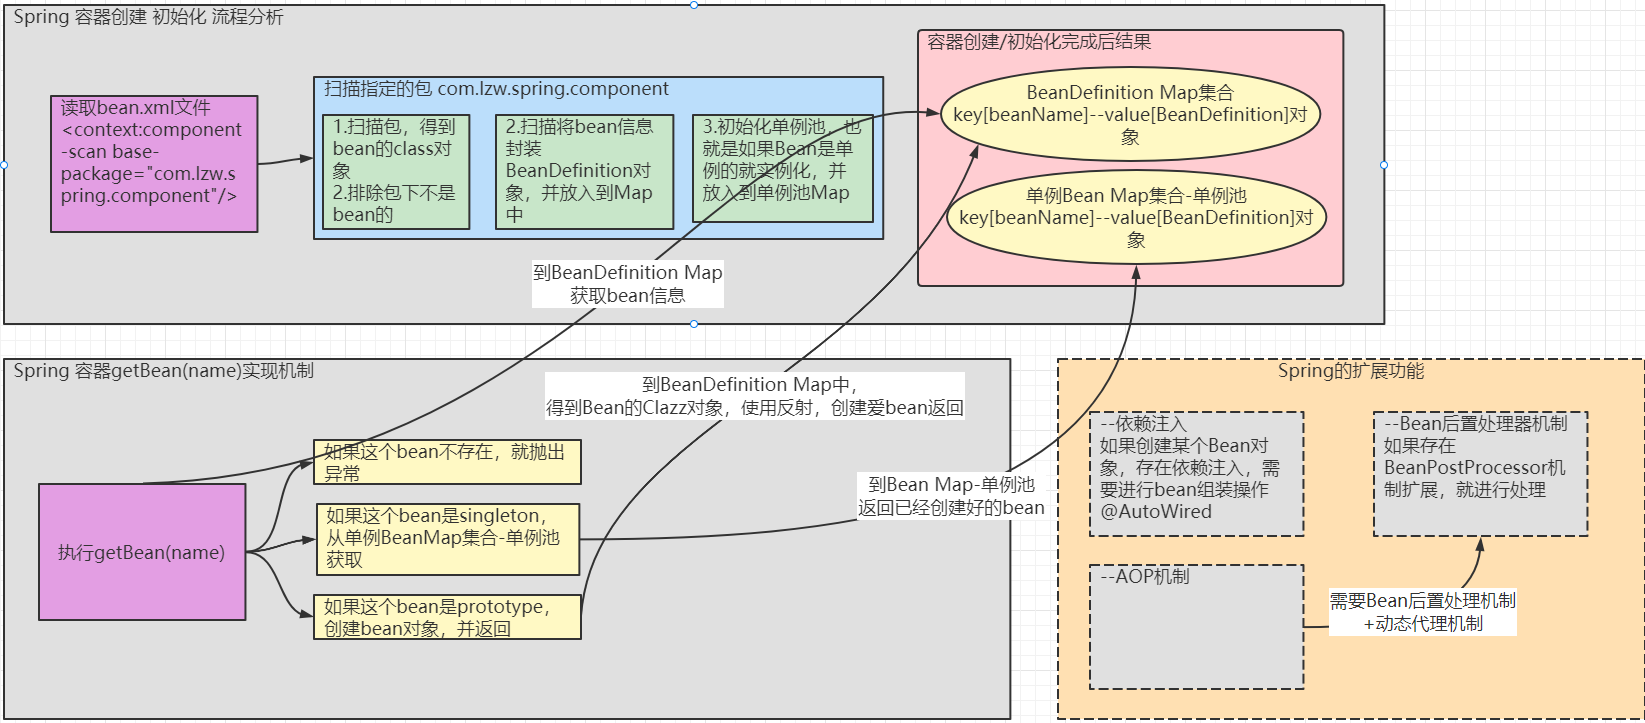 Spring 容器创建 初始化 流程分析
读取bean.xml文件
<context:component
-scan base-
package="com.lzw.s
pring.component"/>
扫描指定的包 com.lzw.spring.component
1.扫描包，得到
bean的class对
象
2.排除包下不是
bean的
2.扫描将bean信息
封装
BeanDefinition对
象，并放入到Map
中
3.初始化单例池，也
就是如果Bean是单
例的就实例化，并
放入到单例池Map
容器创建/初始化完成后结果
BeanDefinition Map集合
key[beanName]--value[BeanDefinition]对
象
单例Bean Map集合-单例池
key[beanName]--value[BeanDefinition]对
象
到BeanDefinition Map
获取bean信息
Spring 容器getBean(name)实现机制
执行getBean(name)
如果这个bean不存在，就抛出
异常
如果这个bean是singleton，
从单例BeanMap集合-单例池
获取
如果这个bean是prototype，
创建bean对象，并返回
到BeanDefinition Map中，
得到Bean的Clazz对象，使用反射，创建爱bean返回
到Bean Map-单例池
返回已经创建好的bean
Spring的扩展功能
--依赖注入
如果创建某个Bean对
象，存在依赖注入，需
要进行bean组装操作
@AutoWired
--Bean后置处理器机制
如果存在
BeanPostProcessor机
制扩展，就进行处理
--AOP机制
需要Bean后置处理机制
+动态代理机制